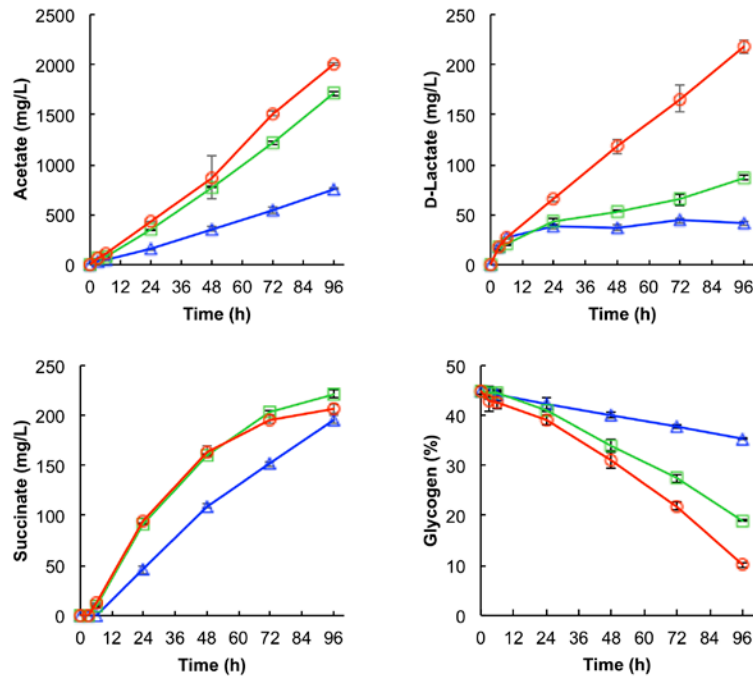 Acetate (mg/L)
2500
2000
1500
1000
500
0
0 12 24 36 48 60 72 84 96
Time (h)
D-Lactate (mg/L)
250
200
150
100
50
0
0 12 24 36 48 60 72 84 96
Time (h)
Succinate (mg/L)
250
200
150
100
50
0
0 12 24 36 48 60 72 84 96
Time (h)
Glycogen (%)
50
40
30
20
10
0
0 12 24 36 48 60 72 84 96
Time (h)